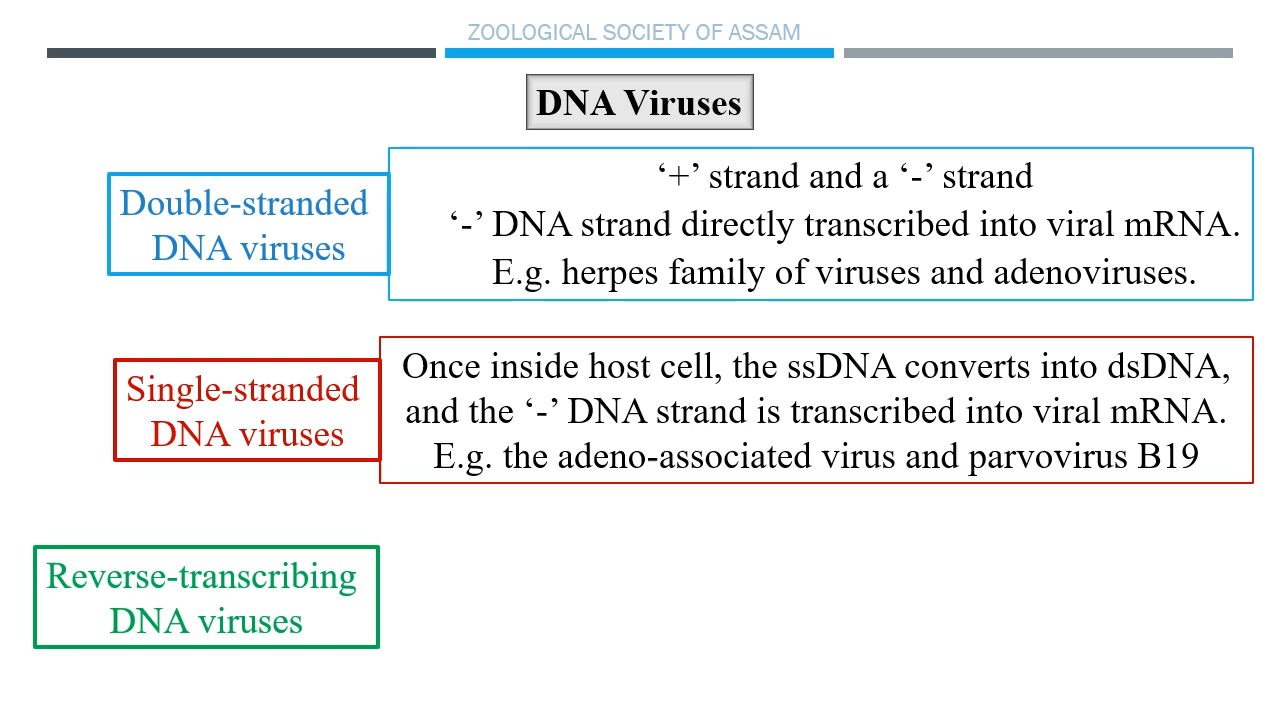 ZOOLOGICAL SOCIETY OF ASSAM
DNA Viruses
Double-stranded
DNA viruses
‘+’ strand and a ‘-’ strand
‘-’ DNA strand directly transcribed into viral mRNA.
E.g. herpes family of viruses and adenoviruses.
Single-stranded
DNA viruses
Once inside host cell, the ssDNA converts into dsDNA,
and the ‘-’ DNA strand is transcribed into viral mRNA.
E.g. the adeno-associated virus and parvovirus B19
Reverse-transcribing
DNA viruses